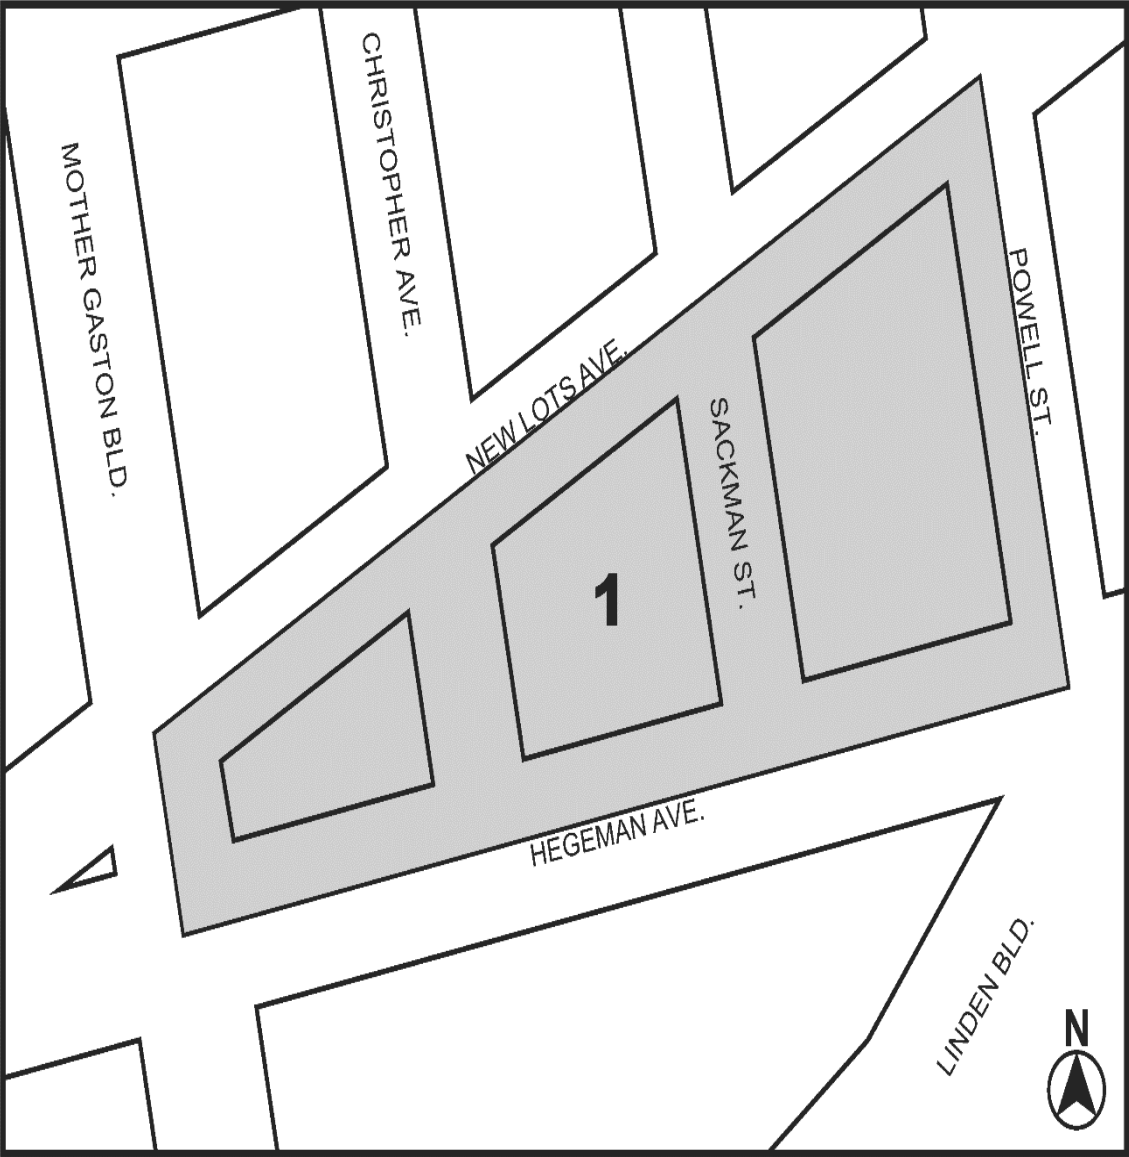 CHRISTOPHER AVE.
MOTHER GASTON BLD.
POWELL ST.
NEW LOTS AVE.
SACKMAN ST.
1
HEGEMAN AVE.
LINDEN BLD.
N